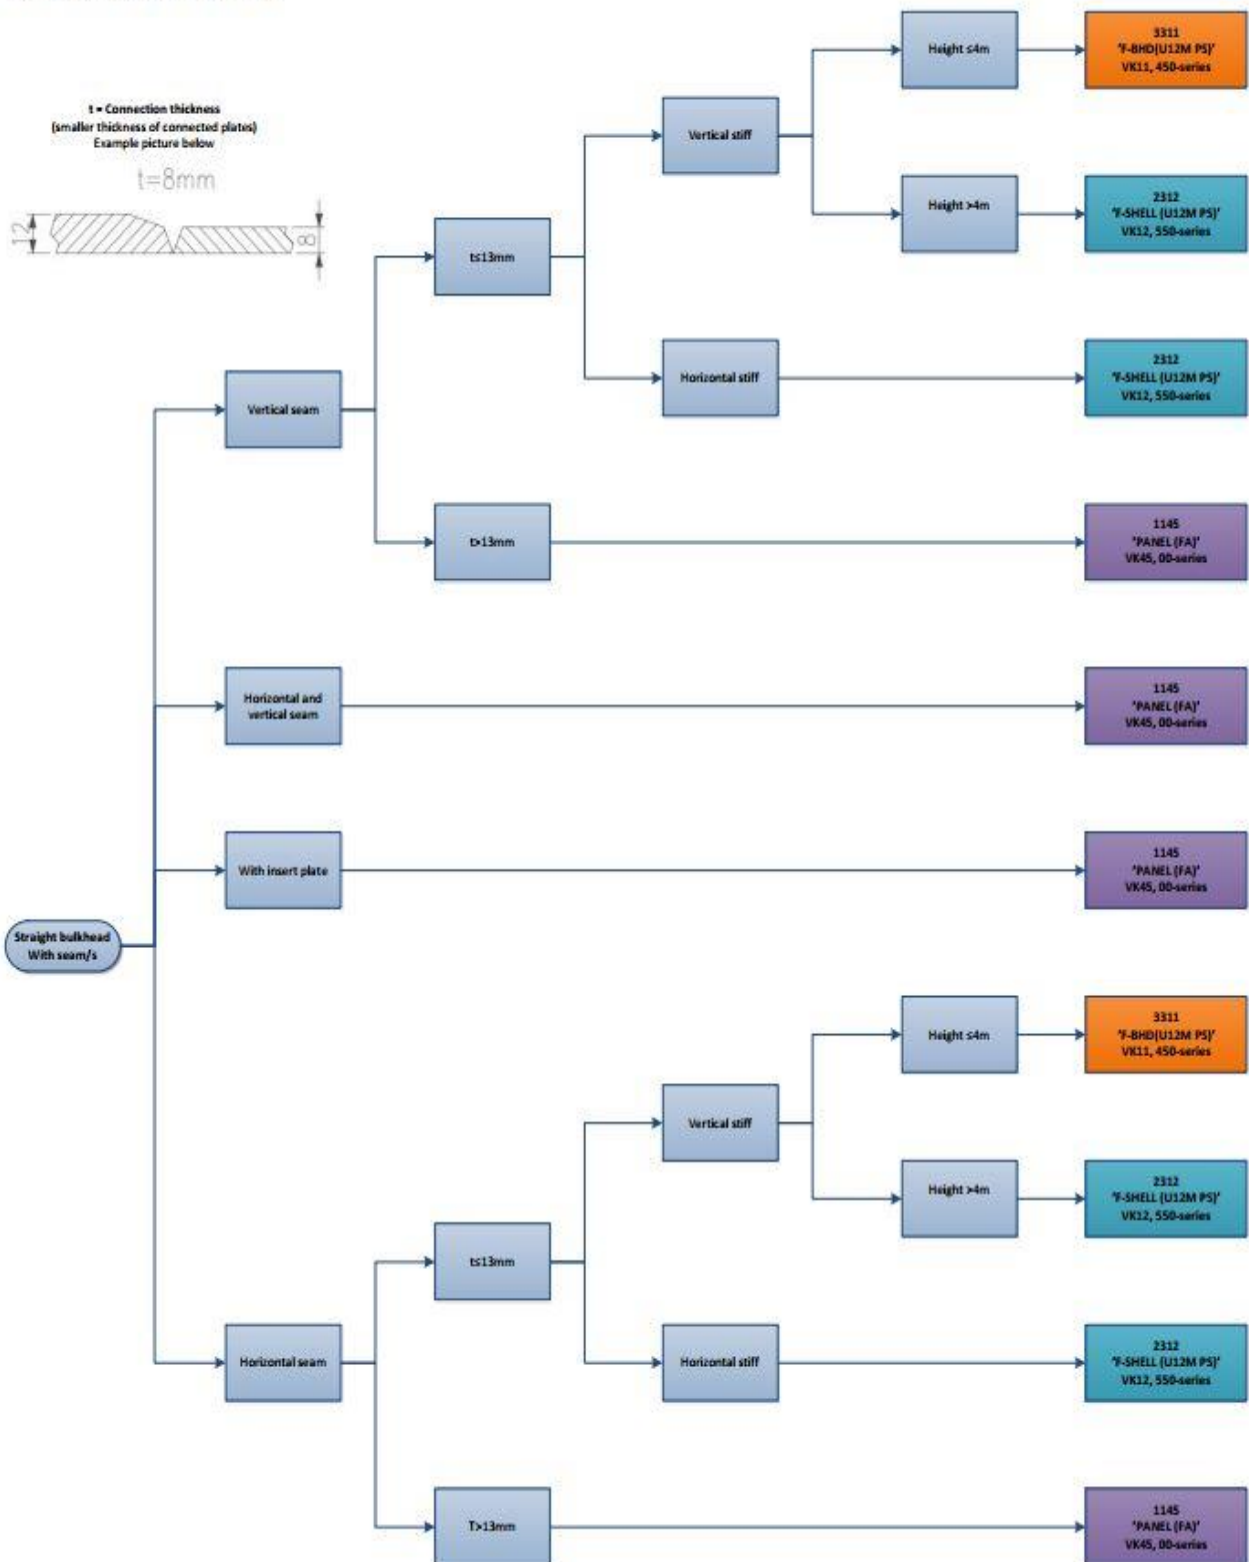 t = Connection thickness
(smaller thickness of connected plates)
Example picture below
t=8mm
12
8
Straight bulkhead
With seam/s
Vertical seam
t≤13mm
Vertical stiff
Height ≤4m
3311
'F-BHD(U12M PS)'
VK11, 450-series
Height >4m
2312
'F-SHELL (U12M PS)'
VK12, 550-series
Horizontal stiff
2312
'F-SHELL (U12M PS)'
VK12, 550-series
t>13mm
1145
'PANEL (FA)'
VK45, 00-series
Horizontal and
vertical seam
1145
'PANEL (FA)'
VK45, 00-series
With insert plate
1145
'PANEL (FA)'
VK45, 00-series
Horizontal seam
t≤13mm
Vertical stiff
Height ≤4m
3311
'F-BHD(U12M PS)'
VK11, 450-series
Height >4m
2312
'F-SHELL (U12M PS)'
VK12, 550-series
Horizontal stiff
2312
'F-SHELL (U12M PS)'
VK12, 550-series
T>13mm
1145
'PANEL (FA)'
VK45, 00-series